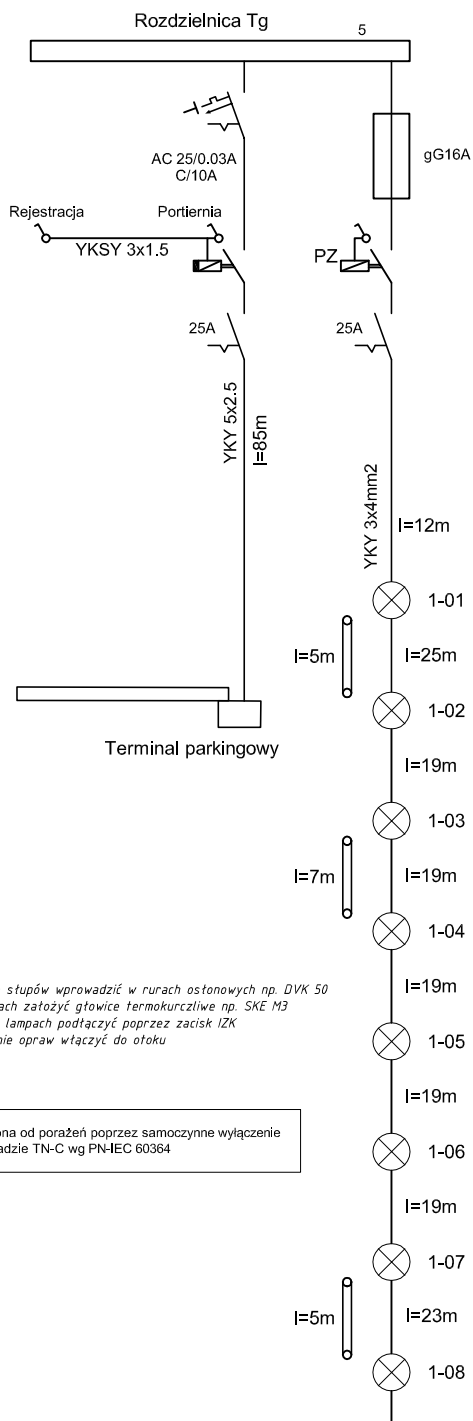 Rozdzielnica Tg
5
AC 25/0.03A
C/10A
gG16A
Rejestracja
Portiernia
YKSY 3x1.5
PZ
25A
25A
YKY 5x2.5
l=85m
YKY 3x4mm2
l=12m
1-01
l=5m
l=25m
1-02
Terminal parkingowy
l=19m
1-03
l=7m
l=19m
1-04
słupów wprowadzić w rurach osłonowych np. DVK 50
ach założyć głowice termokurczliwe np. SKE M3
lampach podłączyć poprzez zacisk IZK
nie opraw włączyć do otoku
l=19m
1-05
l=19m
ona od porażeń poprzez samoczynne wyłączenie
adzie TN-C wg PN-IEC 60364
1-06
l=19m
1-07
l=5m
l=23m
1-08